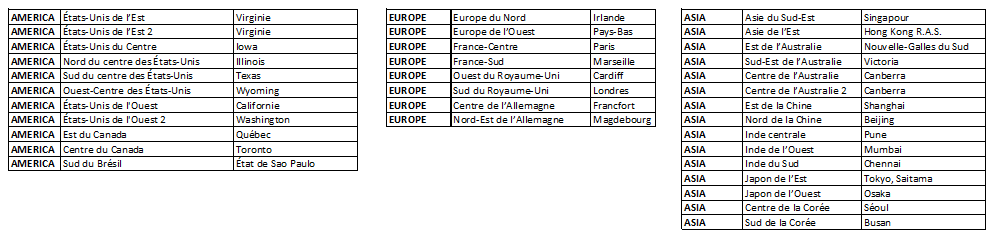 AMERICA États-Unis de l’Est Virginie
AMERICA États-Unis de l’Est 2 Virginie
AMERICA États-Unis du Centre Iowa
AMERICA Nord du centre des États-Unis Illinois
AMERICA Sud du centre des États-Unis Texas
AMERICA Ouest-Centre des États-Unis Wyoming
AMERICA États-Unis de l’Ouest Californie
AMERICA États-Unis de l’Ouest 2 Washington
AMERICA Est du Canada Québec
AMERICA Centre du Canada Toronto
AMERICA Sud du Brésil État de Sao Paulo
EUROPE Europe du Nord Irlande
EUROPE Europe de l’Ouest Pays-Bas
EUROPE France-Centre Paris
EUROPE France-Sud Marseille
EUROPE Ouest du Royaume-Uni Cardiff
EUROPE Sud du Royaume-Uni Londres
EUROPE Centre de l’Allemagne Francfort
EUROPE Nord-Est de l’Allemagne Magdebourg
ASIA Asie du Sud-Est Singapour
ASIA Asie de l’Est Hong Kong R.A.S.
ASIA Est de l’Australie Nouvelle-Galles du Sud
ASIA Sud-Est de l’Australie Victoria
ASIA Centre de l’Australie Canberra
ASIA Centre de l’Australie 2 Canberra
ASIA Est de la Chine Shanghai
ASIA Nord de la Chine Beijing
ASIA Inde centrale Pune
ASIA Inde de l’Ouest Mumbai
ASIA Inde du Sud Chennai
ASIA Japon de l’Est Tokyo, Saitama
ASIA Japon de l’Ouest Osaka
ASIA Centre de la Corée Séoul
ASIA Sud de la Corée Busan